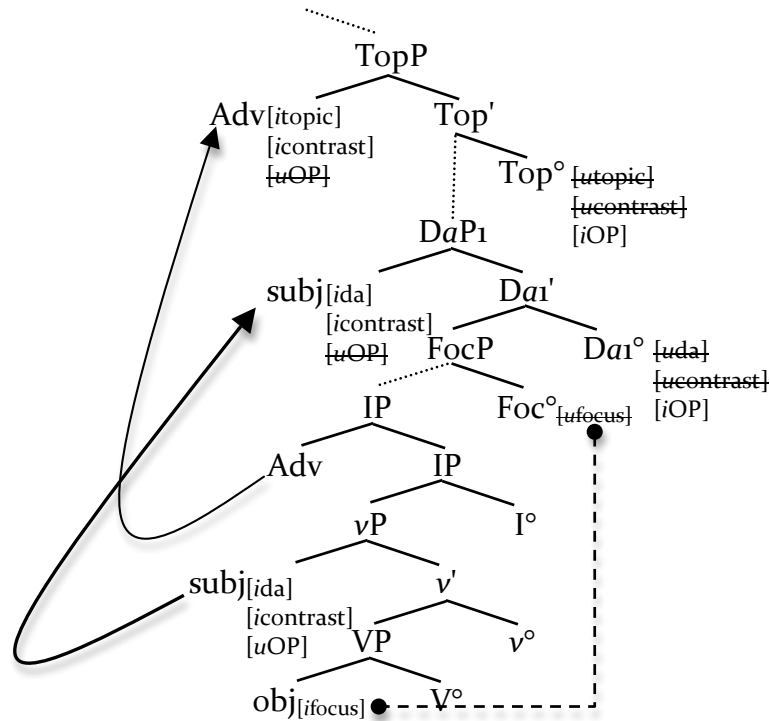 TopP
Adv[itopic] Top'
[icontrast]
[uOP] Top° [utopic]
[ucontrast]
DaP1 [iOP]
subj[ida] Da1'
[icontrast]
[uOP] FocP Da1° [uda]
[ucontrast]
IP Foc°[ufocus] [iOP]
Adv IP
vP I°
subj[ida] v'
[icontrast]
[uOP] VP v°
obj[ifocus] V°